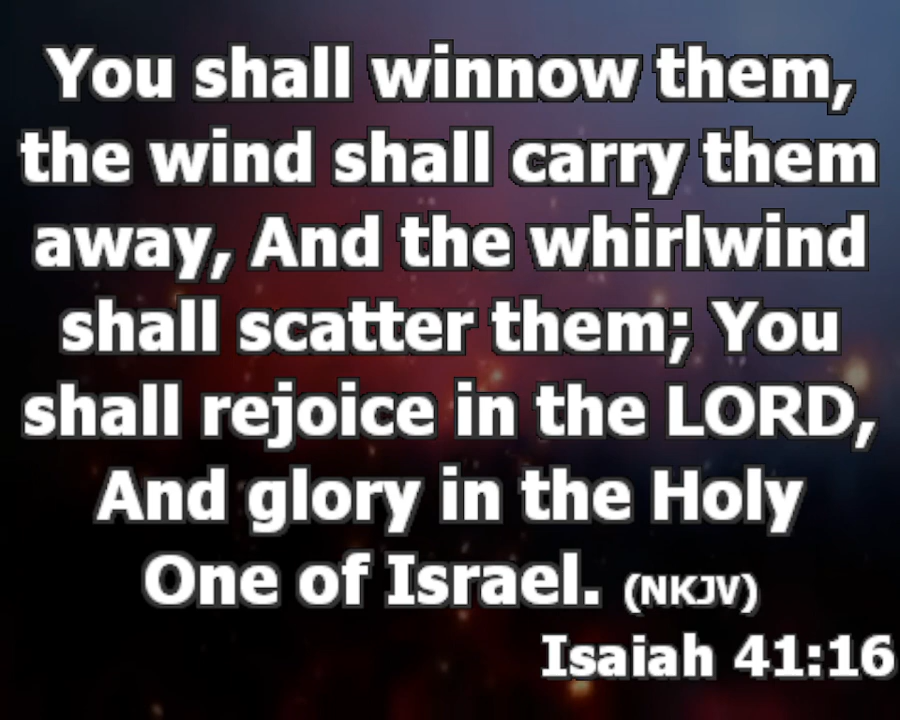 You shall winnow them,
the wind shall carry them
away, And the whirlwind
shall scatter them; You
shall rejoice in the LORD,
And glory in the Holy
One of Israel. (NKJV)
Isaiah 41:16